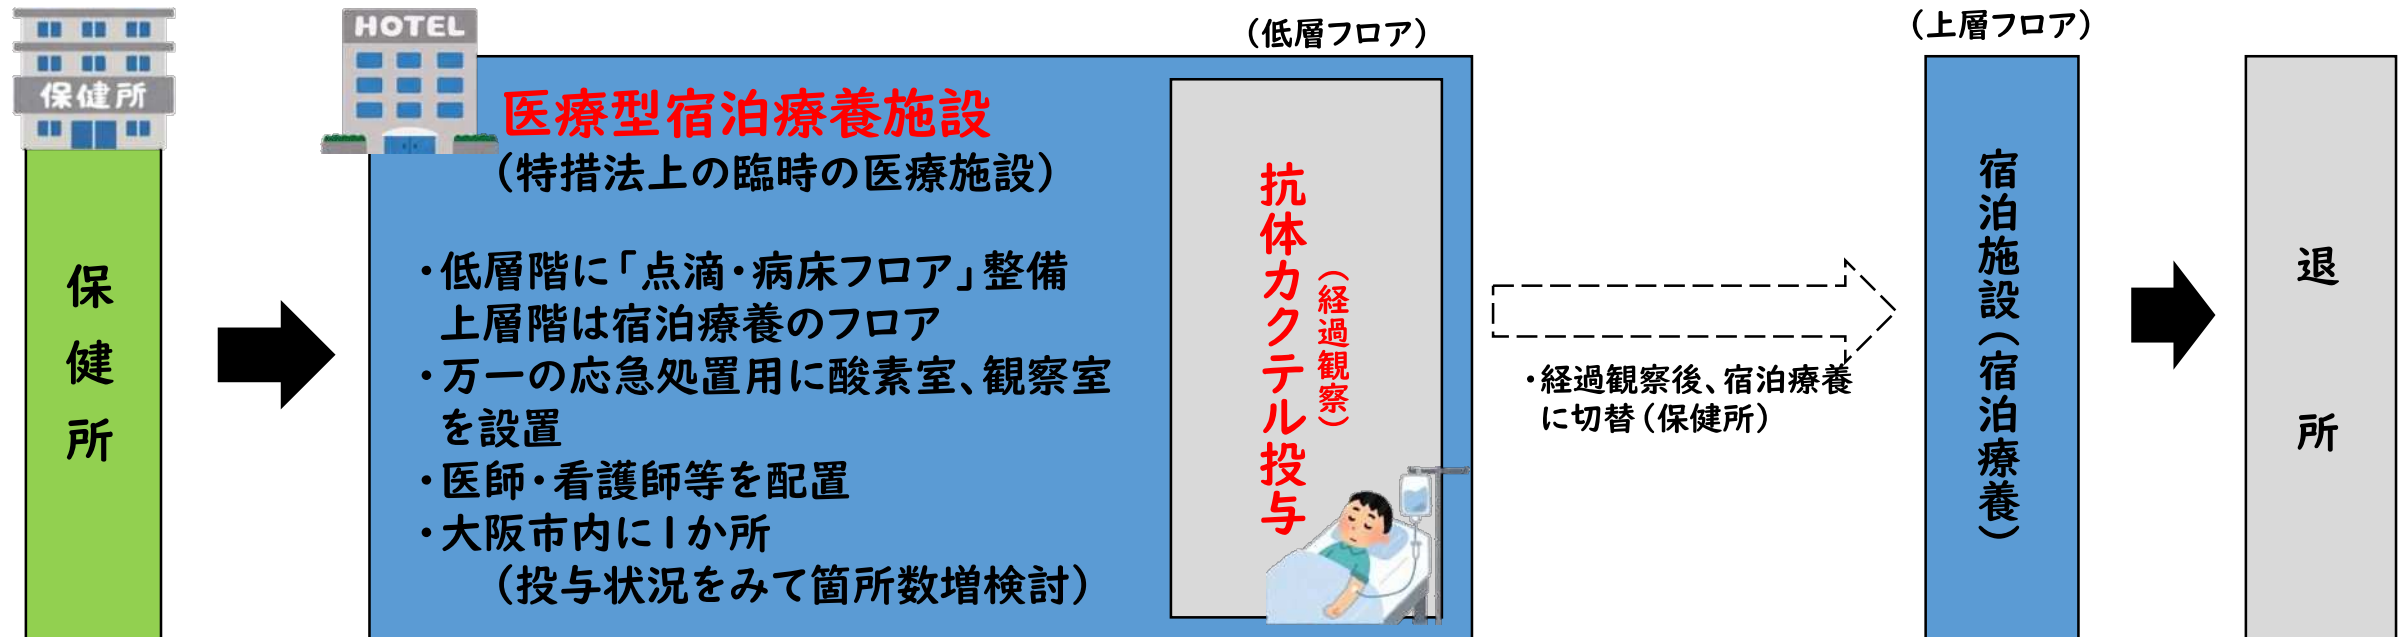 保健所
保健所
HOTEL
医療型宿泊療養施設
（特措法上の臨時の医療施設）
・低層階に「点滴・病床フロア」整備
上層階は宿泊療養のフロア
・万一の応急処置用に酸素室、観察室
を設置
・医師・看護師等を配置
・大阪市内に1か所
（投与状況をみて箇所数増検討）
（低層フロア）
抗体カクテル投与
（経過観察）
・経過観察後、宿泊療養
に切替（保健所）
（上層フロア）
宿泊施設（宿泊療養）
退所